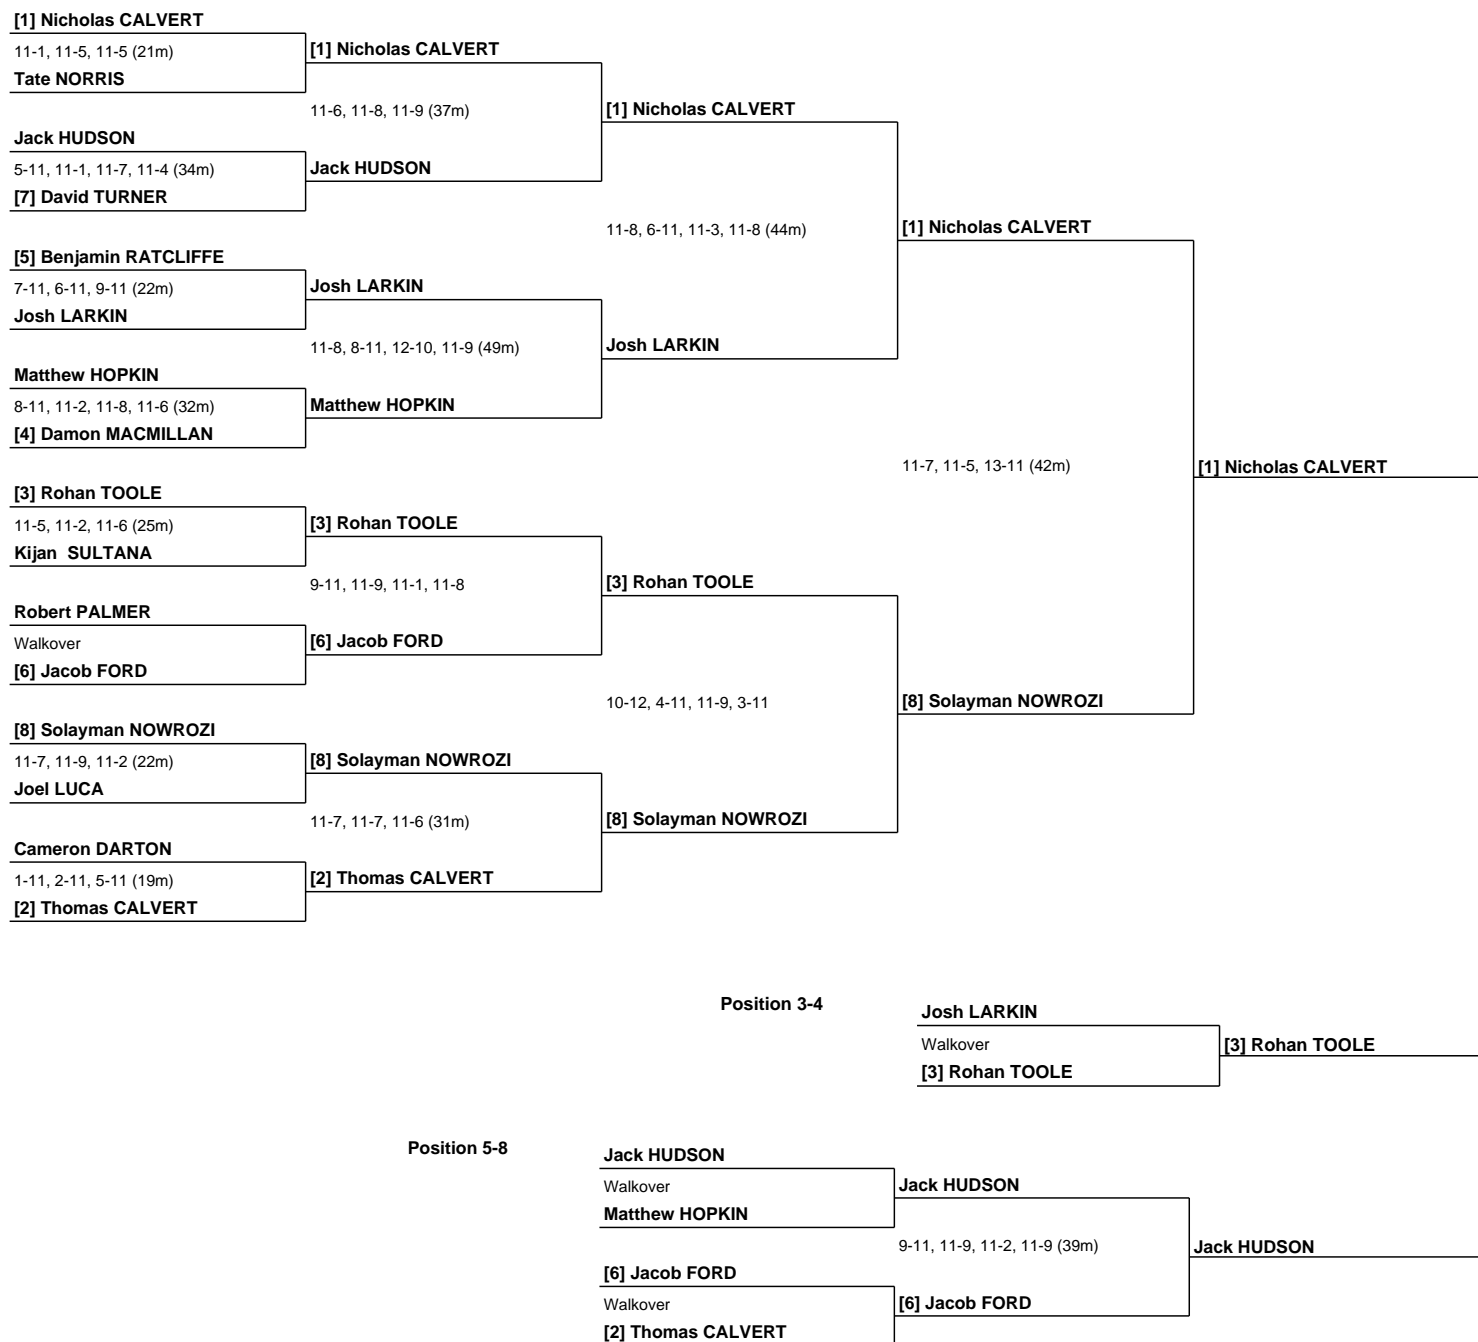 [1] Nicholas CALVERT
11-1, 11-5, 11-5 (21m)
Tate NORRIS
[1] Nicholas CALVERT
11-6, 11-8, 11-9 (37m)
Jack HUDSON
5-11, 11-1, 11-7, 11-4 (34m)
[7] David TURNER
Jack HUDSON
[1] Nicholas CALVERT
11-8, 6-11, 11-3, 11-8 (44m)
[5] Benjamin RATCLIFFE
7-11, 6-11, 9-11 (22m)
Josh LARKIN
Josh LARKIN
11-8, 8-11, 12-10, 11-9 (49m)
Matthew HOPKIN
8-11, 11-2, 11-8, 11-6 (32m)
[4] Damon MACMILLAN
Matthew HOPKIN
Josh LARKIN
[1] Nicholas CALVERT
11-7, 11-5, 13-11 (42m)
[1] Nicholas CALVERT
[3] Rohan TOOLE
11-5, 11-2, 11-6 (25m)
Kijan  SULTANA
[3] Rohan TOOLE
9-11, 11-9, 11-1, 11-8
Robert PALMER
Walkover
[6] Jacob FORD
[6] Jacob FORD
[3] Rohan TOOLE
10-12, 4-11, 11-9, 3-11
[8] Solayman NOWROZI
[8] Solayman NOWROZI
11-7, 11-9, 11-2 (22m)
Joel LUCA
[8] Solayman NOWROZI
11-7, 11-7, 11-6 (31m)
Cameron DARTON
1-11, 2-11, 5-11 (19m)
[2] Thomas CALVERT
[2] Thomas CALVERT
[8] Solayman NOWROZI
Position 3-4
Josh LARKIN
Walkover
[3] Rohan TOOLE
[3] Rohan TOOLE
Position 5-8
Jack HUDSON
Walkover
Matthew HOPKIN
Jack HUDSON
9-11, 11-9, 11-2, 11-9 (39m)
Jack HUDSON
[6] Jacob FORD
Walkover
[2] Thomas CALVERT
[6] Jacob FORD